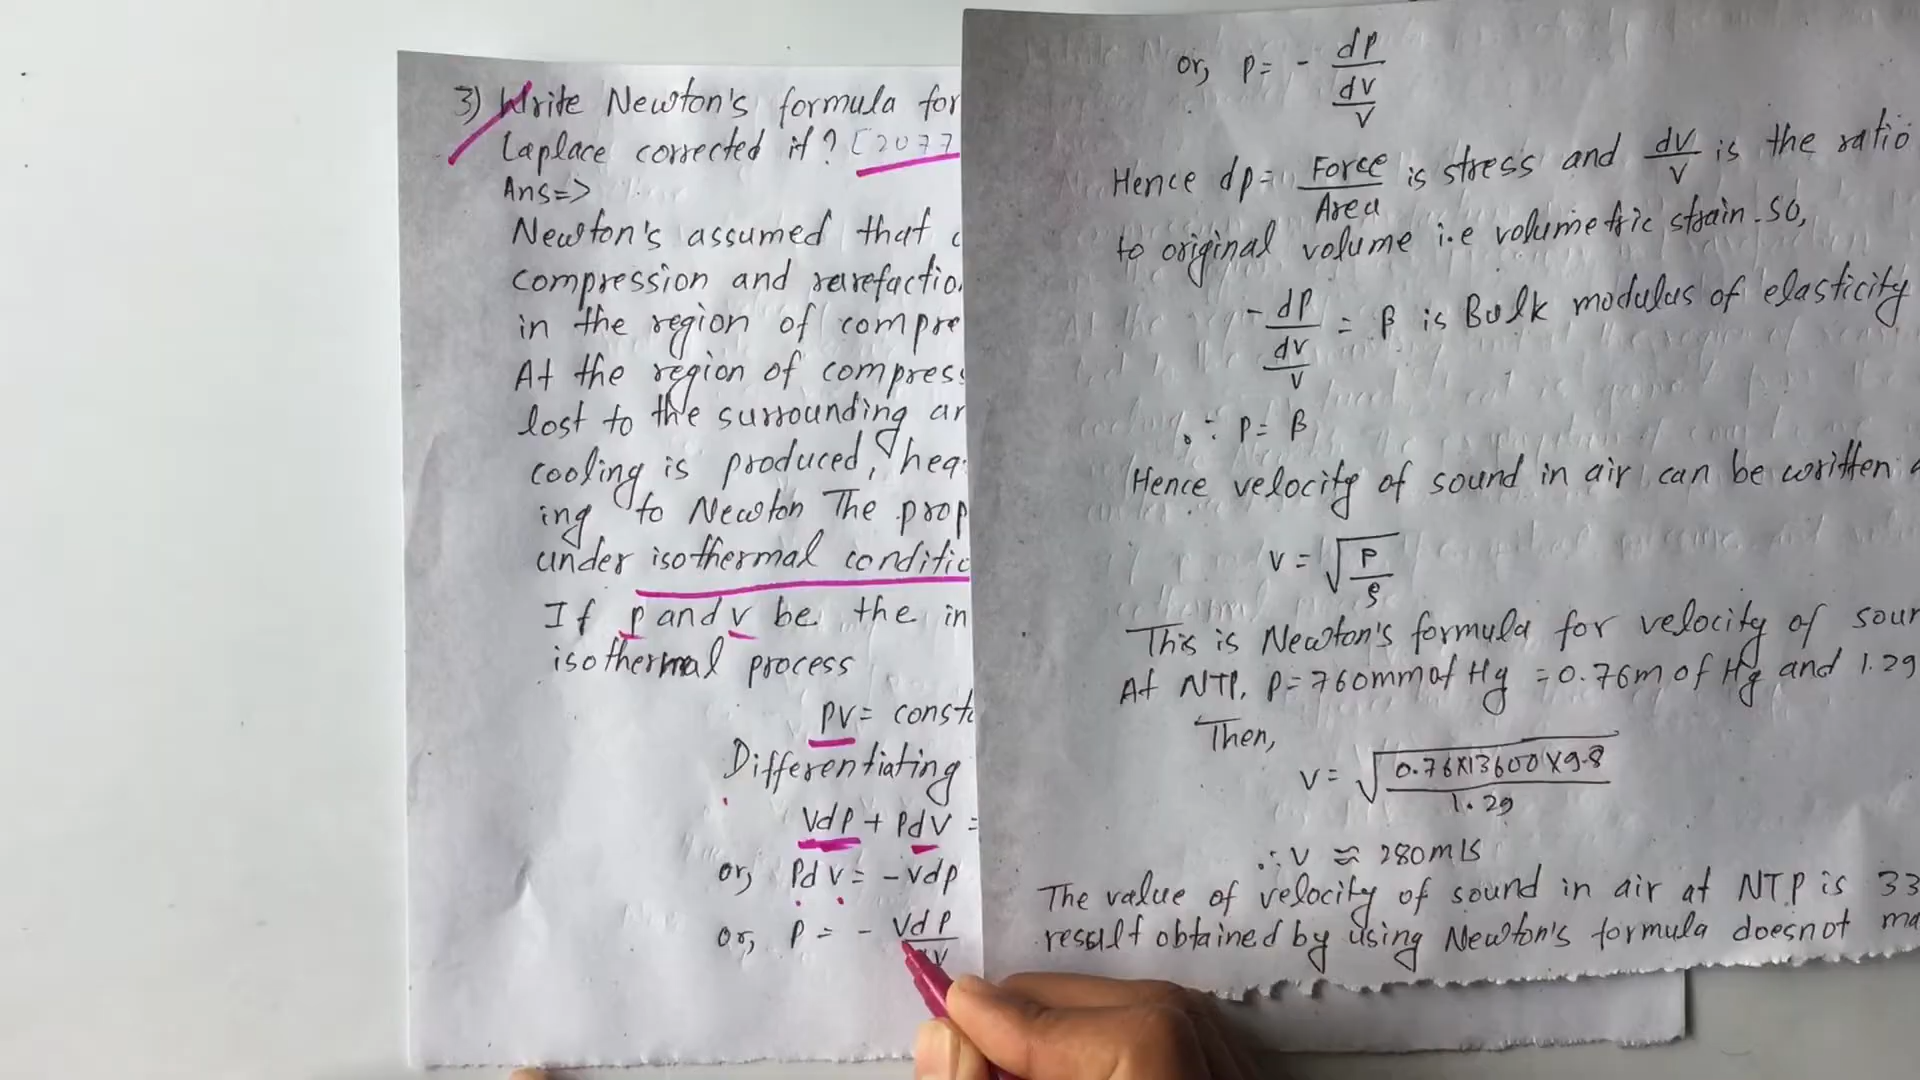 3) Write Newton's formula for
Laplace corrected it? [2077
Ans=>
Newton's assumed that
compression and rarefactio
in the region of compre
At the region of compress
lost to the surrounding ar
cooling is produced, hea
ing to Newton The prop
under isothermal conditio
If p and v be the in
isothermal process
PV = const
Differentiating
VdP + PdV =
or, Pdv = -vdp
or, P = - VdP/dV
or, P = - dP/(dV/V)
Hence dp = Force/Area is stress and dV/V is the ratio
to original volume i.e volumetric strain. So,
-dP/(dV/V) = β is Bulk modulus of elasticity
∵ P = β
Hence velocity of sound in air can be written a
V = √(P/ρ)
This is Newton's formula for velocity of soun
At NTP, P = 760mm of Hg = 0.76m of Hg and 1.29
Then,
V = √(0.76X13600X9.8/1.29)
∴ V ≈ 280m/s
The value of velocity of sound in air at NTP is 33
result obtained by using Newton's formula doesnot ma